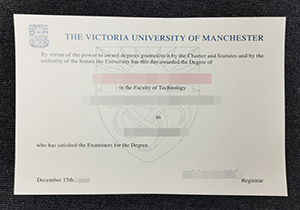 THE VICTORIA UNIVERSITY OF MANCHESTER
By virtue of the power to award degrees granted to it by the Charter and Statutes and by the
authority of the Senate the University has this day awarded the Degree of
in the Faculty of Technology
to
who has satisfied the Examiners for the Degree.
December 15th,
Registrar